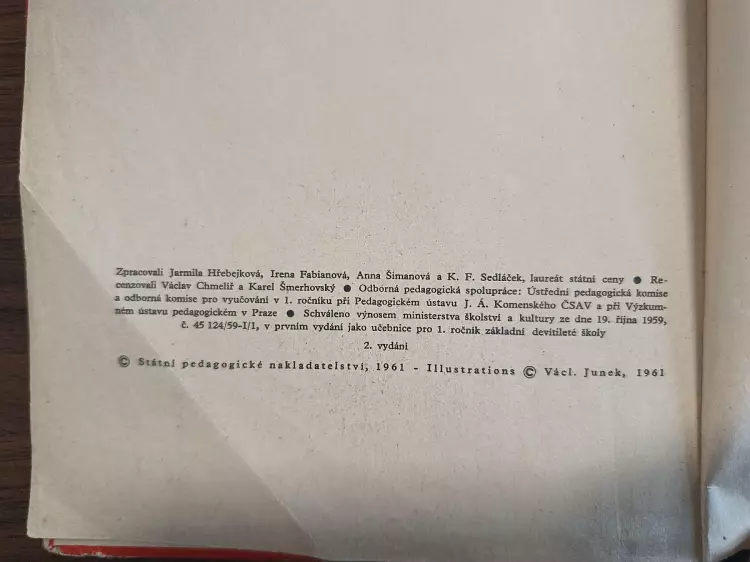 Zpracovali Jarmila Hřebejková, Irena Fabianová, Anna Šimanová a K. F. Sedláček, laureát státní ceny ● Re-
cenzovali Václav Chmelíř a Karel Šmerhovský ● Odborná pedagogická spolupráce: Ústřední pedagogická komise
a odborná komise pro vyučování v 1. ročníku při Pedagogickém ústavu J. Á. Komenského ČSAV a při Výzkum-
ném ústavu pedagogickém v Praze ● Schváleno výnosem ministerstva školství a kultury ze dne 19. října 1959,
č. 45 124/59-I/1, v prvním vydání jako učebnice pro 1. ročník základní devítileté školy
2. vydání
© Státní pedagogické nakladatelství, 1961 - Illustrations © Václ. Junek, 1961